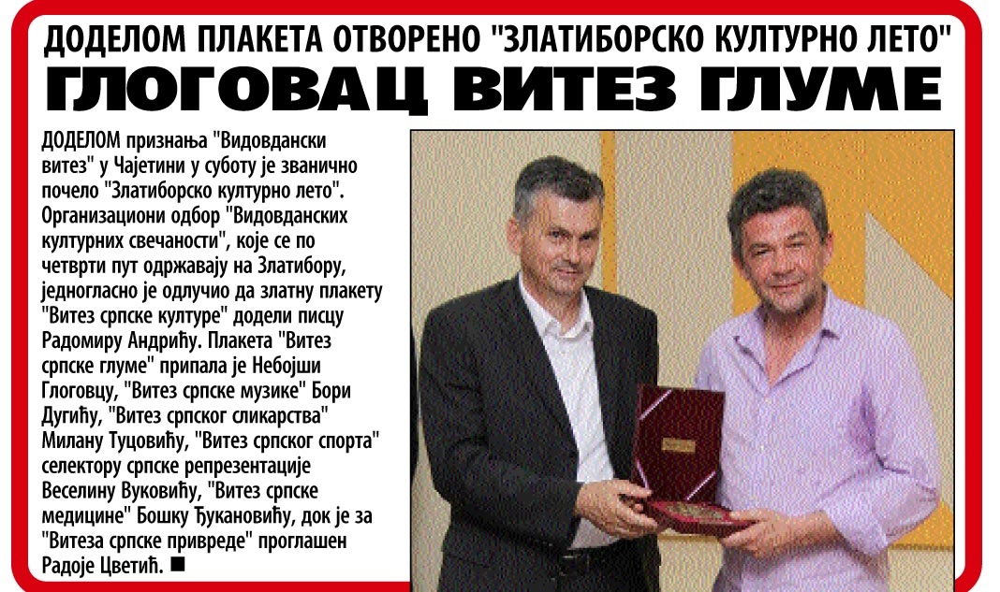 ДОДЕЛОМ ПЛАКЕТА ОТВОРЕНО "ЗЛАТИБОРСКО КУЛТУРНО ЛЕТО"
ГЛОГОВАЦ ВИТЕЗ ГЛУМЕ
ДОДЕЛОМ признања "Видовдански
витез" у Чајетини у суботу је званично
почело "Златиборско културно лето".
Организациони одбор "Видовданских
културних свечаности", које се по
четврти пут одржавају на Златибору,
једногласно је одлучио да златну плакету
"Витез српске културе" додели писцу
Радомиру Андрићу. Плакета "Витез
српске глуме" припала је Небојши
Глоговцу, "Витез српске музике" Бори
Дугићу, "Витез српског сликарства"
Милану Туцовићу, "Витез српског спорта"
селектору српске репрезентације
Веселину Вуковићу, "Витез српске
медицине" Бошку Ђукановићу, док је за
"Витеза српске привреде" проглашен
Радоје Цветић. ■